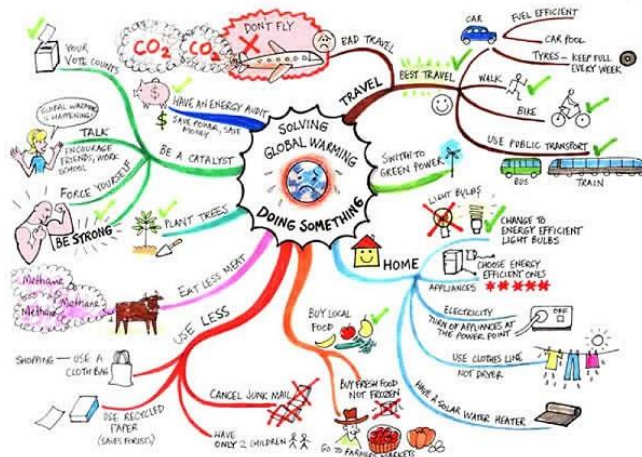 SOLVING
GLOBAL WARMING
DOING SOMETHING
TRAVEL
BAD TRAVEL
DON'T FLY
CO2
CO2
BEST TRAVEL
CAR
FUEL EFFICIENT
CAR POOL
TYRES - KEEP FULL
EVERY WEEK
WALK
BIKE
USE PUBLIC TRANSPORT
BUS
TRAIN
SWITH TO
GREEN POWER
HOME
LIGHT BULBS
CHANGE TO
ENERGY EFFICIENT
LIGHT BULBS
APPLIANCES
CHOOSE ENERGY
EFFICIENT ONES
ELECTRICITY
TURN OF APPLIANCES AT
THE POWER POINT
OFF
USE CLOTHES LINE
NOT DRYER
HAVE A SOLAR WATER HEATER
BUY LOCAL
FOOD
BUY FRESH FOOD
NOT FROZEN
GO TO FARMERS MARKETS
USE LESS
CANCEL JUNK MAIL
HAVE
ONLY 2 CHILDREN
USE RECYCLED
PAPER
(SAVES FORISTS)
SHOPPING - USE A
CLOTH BAG
EAT LESS MEAT
Methane
Methane
Methane
PLANT TREES
BE A CATALYST
YOUR
VOTE COUNTS
TALK
ENCOURAGE
FRIENDS, WORK
SCHOOL
GLOBAL WARMING
IS HAPPENING!
FORCE YOURSELF
BE STRONG
HAVE AN ENERGY AUDIT
SAVE POWER, SAVE
MONEY
$